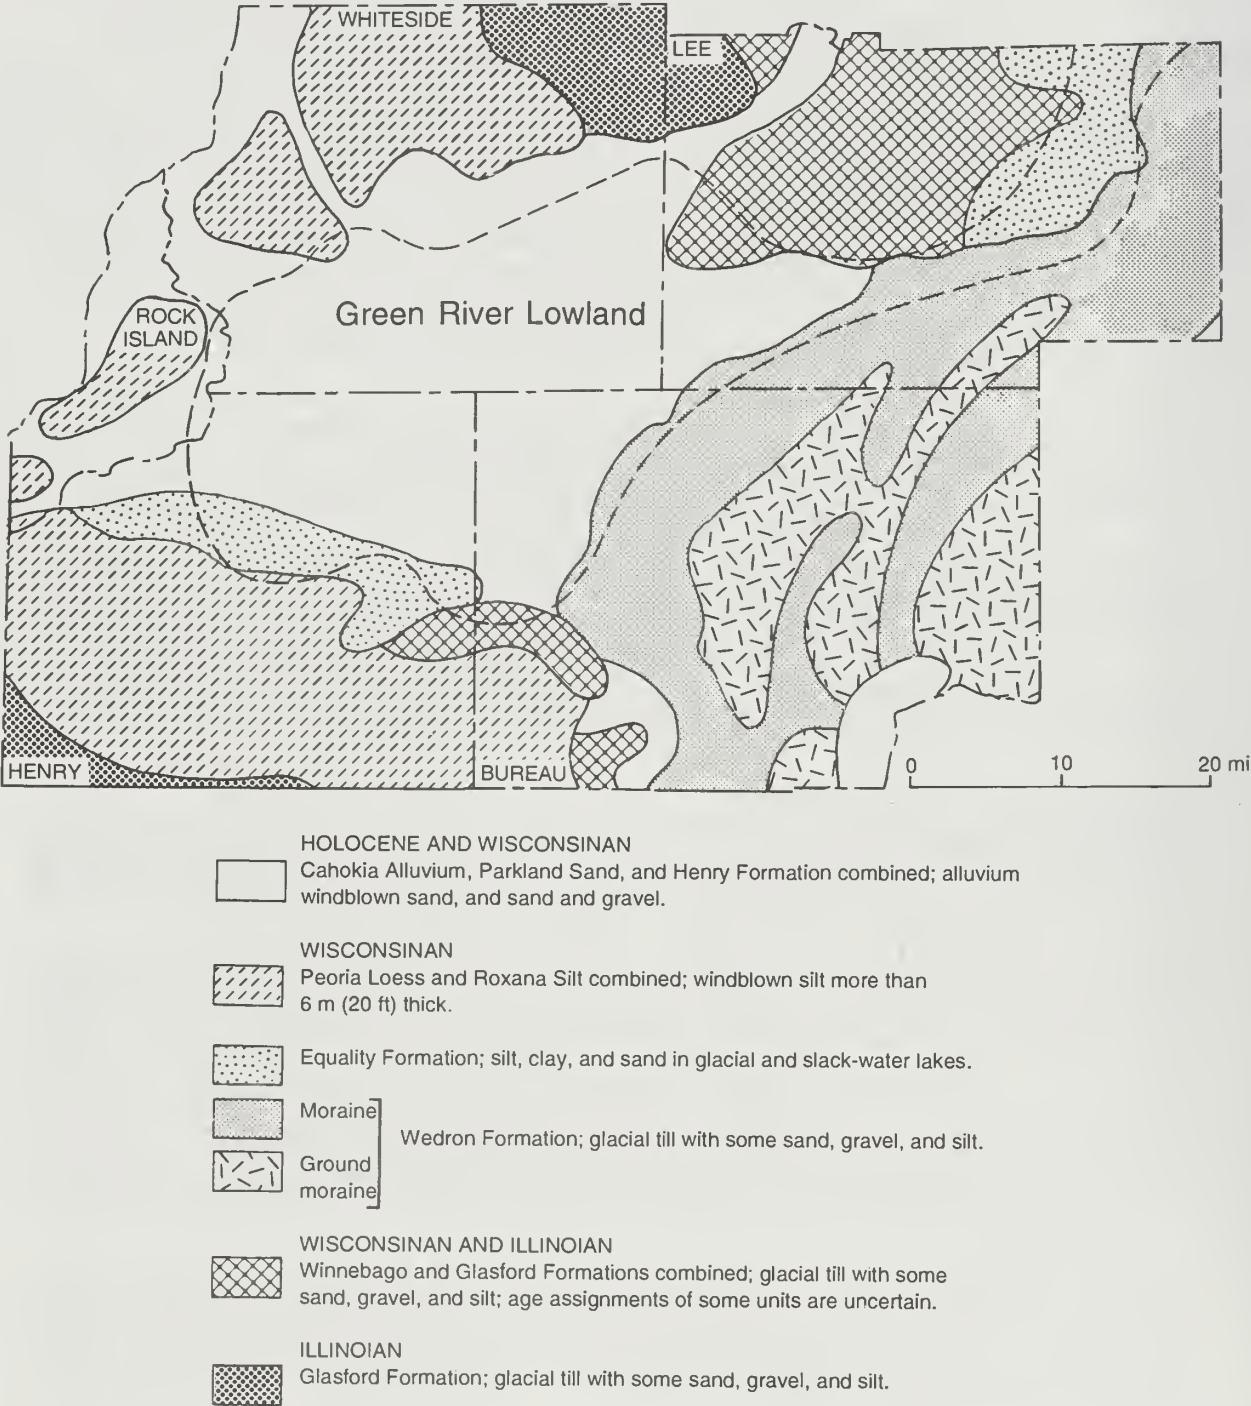 WHITESIDE
LEE
ROCK
ISLAND
Green River Lowland
HENRY
BUREAU
0 10 20 mi
HOLOCENE AND WISCONSINAN
Cahokia Alluvium, Parkland Sand, and Henry Formation combined; alluvium
windblown sand, and sand and gravel.
WISCONSINAN
Peoria Loess and Roxana Silt combined; windblown silt more than
6 m (20 ft) thick.
Equality Formation; silt, clay, and sand in glacial and slack-water lakes.
Moraine
Wedron Formation; glacial till with some sand, gravel, and silt.
Ground
moraine
WISCONSINAN AND ILLINOIAN
Winnebago and Glasford Formations combined; glacial till with some
sand, gravel, and silt; age assignments of some units are uncertain.
ILLINOIAN
Glasford Formation; glacial till with some sand, gravel, and silt.